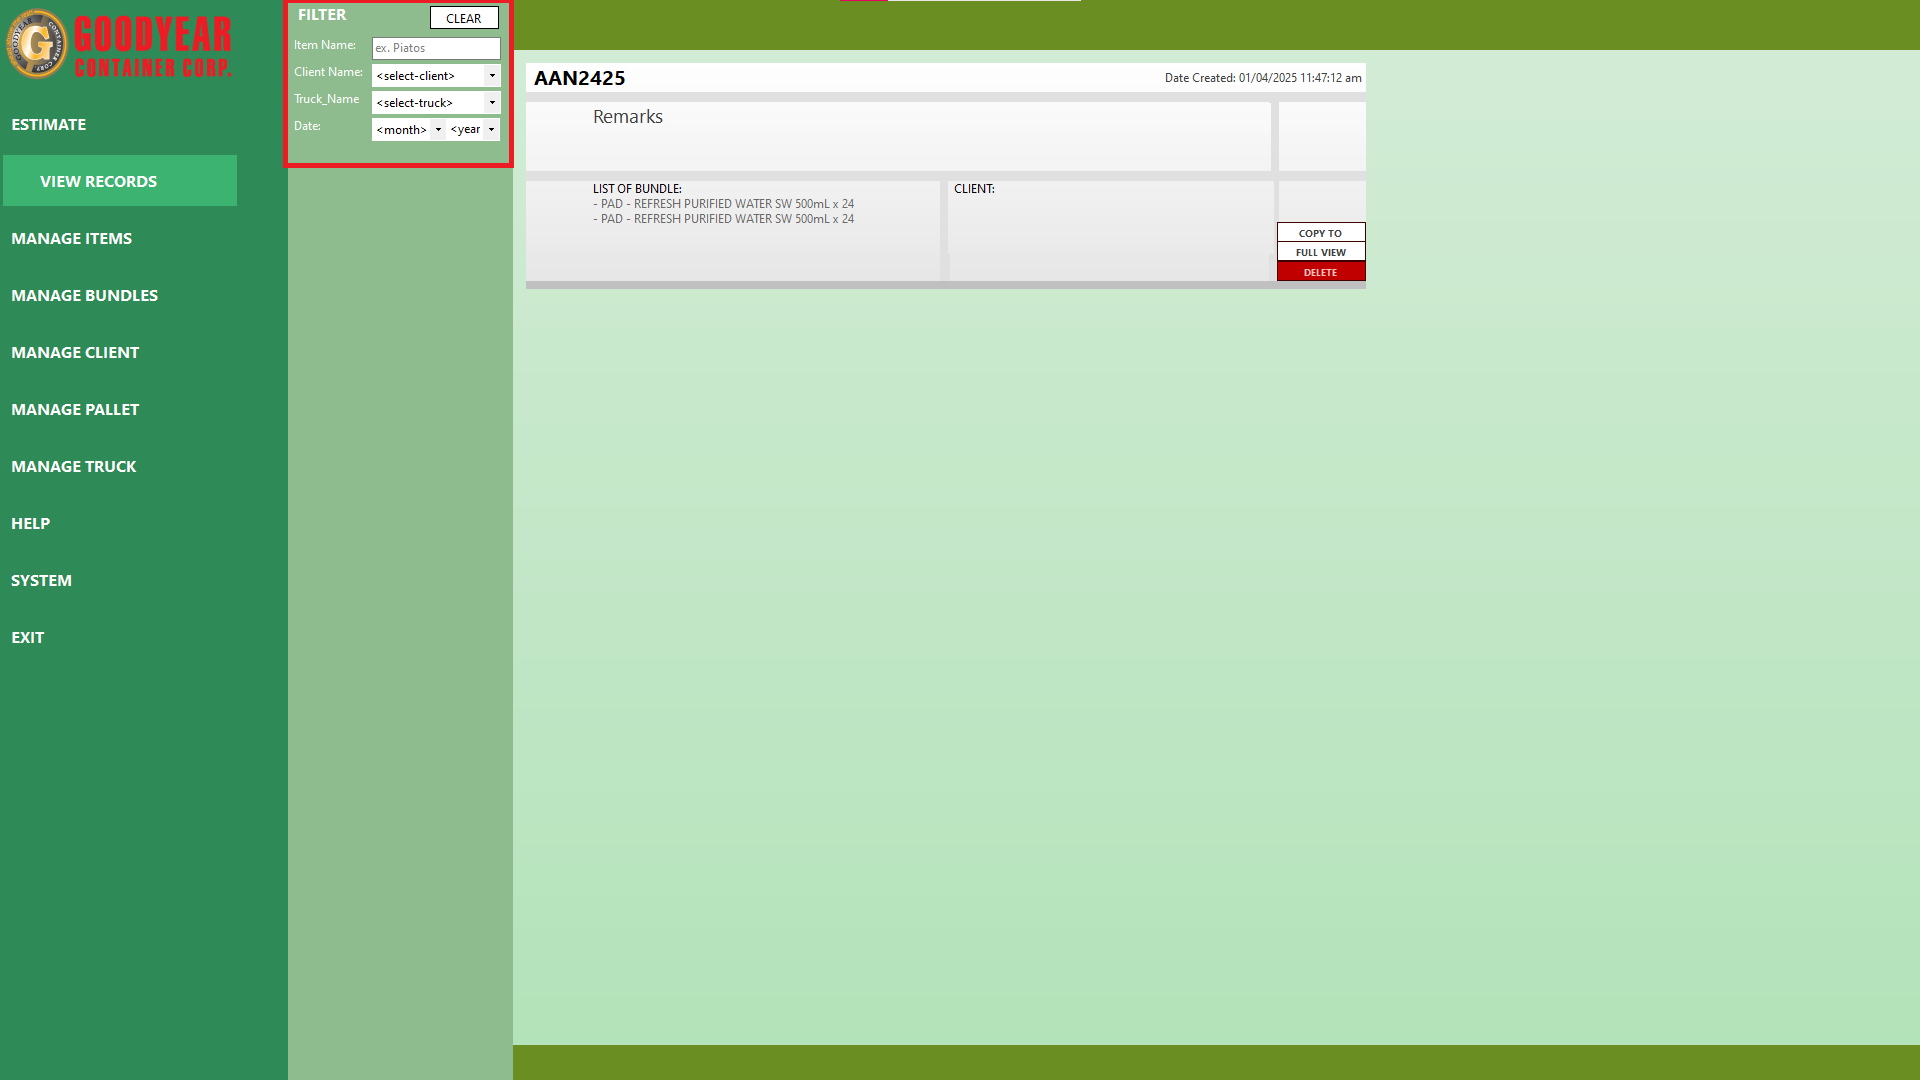 GOODYEAR
CONTAINER CORP.
ESTIMATE
VIEW RECORDS
MANAGE ITEMS
MANAGE BUNDLES
MANAGE CLIENT
MANAGE PALLET
MANAGE TRUCK
HELP
SYSTEM
EXIT
FILTER
CLEAR
Item Name:
ex. Piatos
Client Name:
<select-client>
Truck_Name
<select-truck>
Date:
<month>
<year
AAN2425
Date Created: 01/04/2025 11:47:12 am
Remarks
LIST OF BUNDLE:
- PAD - REFRESH PURIFIED WATER SW 500mL x 24
- PAD - REFRESH PURIFIED WATER SW 500mL x 24
CLIENT:
COPY TO
FULL VIEW
DELETE